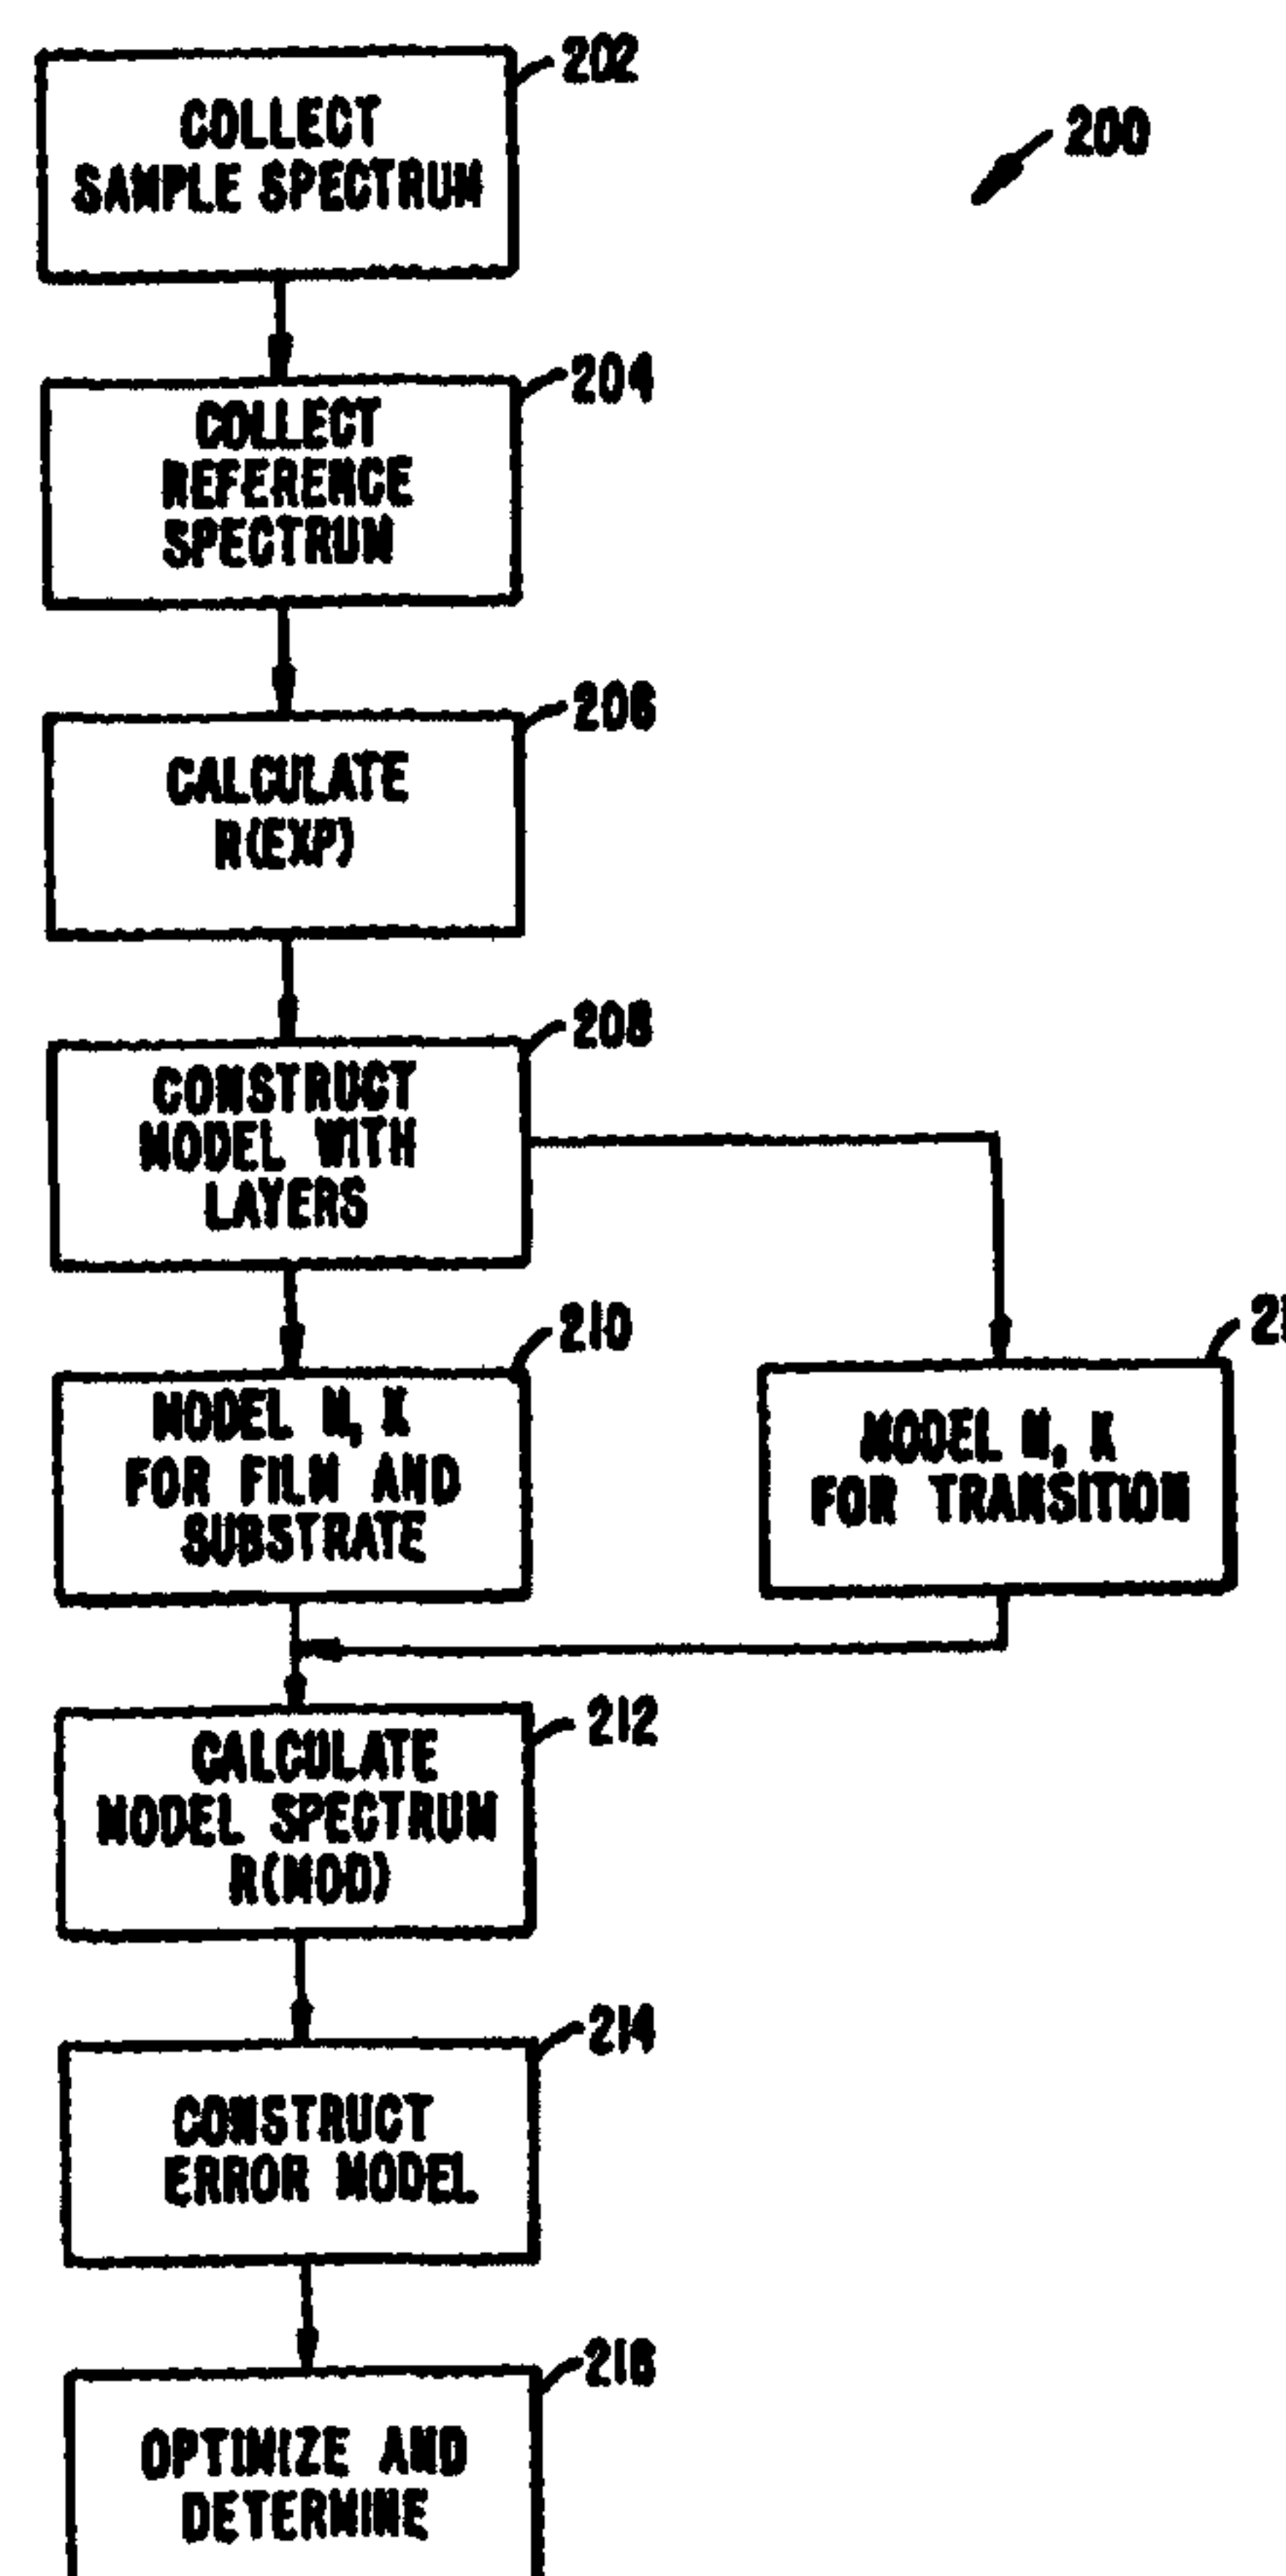 202
200
COLLECT
SAMPLE SPECTRUM
204
COLLECT
REFERENCE
SPECTRUM
206
CALCULATE
R(EXP)
208
CONSTRUCT
MODEL WITH
LAYERS
210
MODEL N, K
FOR FILM AND
SUBSTRATE
MODEL N, K
FOR TRANSITION
212
CALCULATE
MODEL SPECTRUM
R(MOD)
214
CONSTRUCT
ERROR MODEL
216
OPTIMIZE AND
DETERMINE